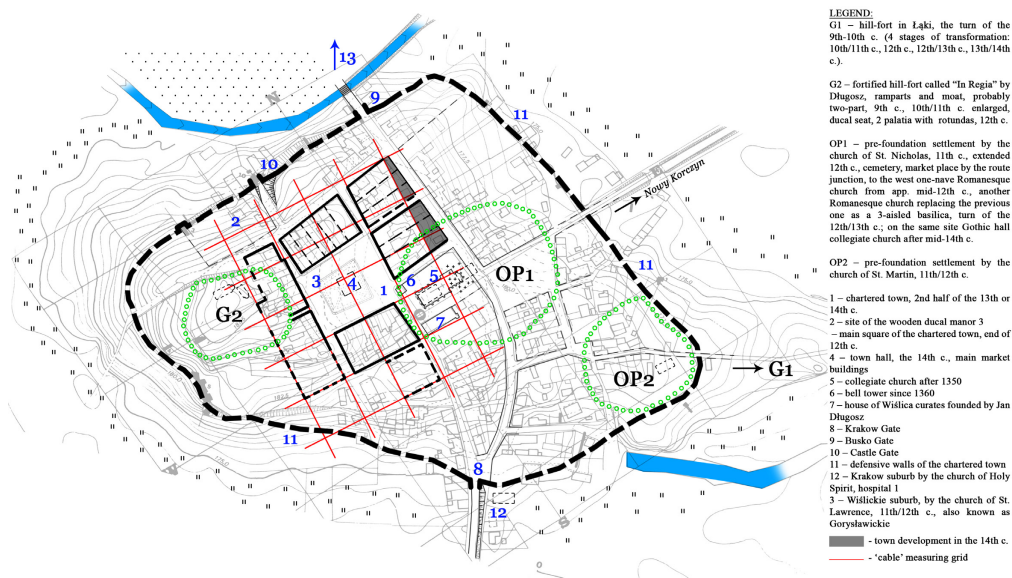 13
N
9
11
10
2
Nowy Korczyn
3
4
1
6
5
OP1
11
G2
7
OP2
G1
11
8
12
S
LEGEND:
G1 – hill-fort in Łąki, the turn of the
9th-10th c. (4 stages of transformation:
10th/11th c., 12th c., 12th/13th c., 13th/14th
c.).
G2 – fortified hill-fort called “In Regia” by
Długosz, ramparts and moat, probably
two-part, 9th c., 10th/11th c. enlarged,
ducal seat, 2 palatia with rotundas, 12th c.
OP1 – pre-foundation settlement by the
church of St. Nicholas, 11th c., extended
12th c., cemetery, market place by the route
junction, to the west one-nave Romanesque
church from app. mid-12th c., another
Romanesque church replacing the previous
one as a 3-aisled basilica, turn of the
12th/13th c.; on the same site Gothic hall
collegiate church after mid-14th c.
OP2 – pre-foundation settlement by the
church of St. Martin, 11th/12th c.
1 – chartered town, 2nd half of the 13th or
14th c.
2 – site of the wooden ducal manor 3
– main square of the chartered town, end of
12th c.
4 – town hall, the 14th c., main market
buildings
5 – collegiate church after 1350
6 – bell tower since 1360
7 – house of Wiślica curates founded by Jan
Długosz
8 – Krakow Gate
9 – Busko Gate
10 – Castle Gate
11 – defensive walls of the chartered town
12 – Krakow suburb by the church of Holy
Spirit, hospital 1
3 – Wiślickie suburb, by the church of St.
Lawrence, 11th/12th c., also known as
Gorysławickie
- town development in the 14th c.
- ‘cable’ measuring grid